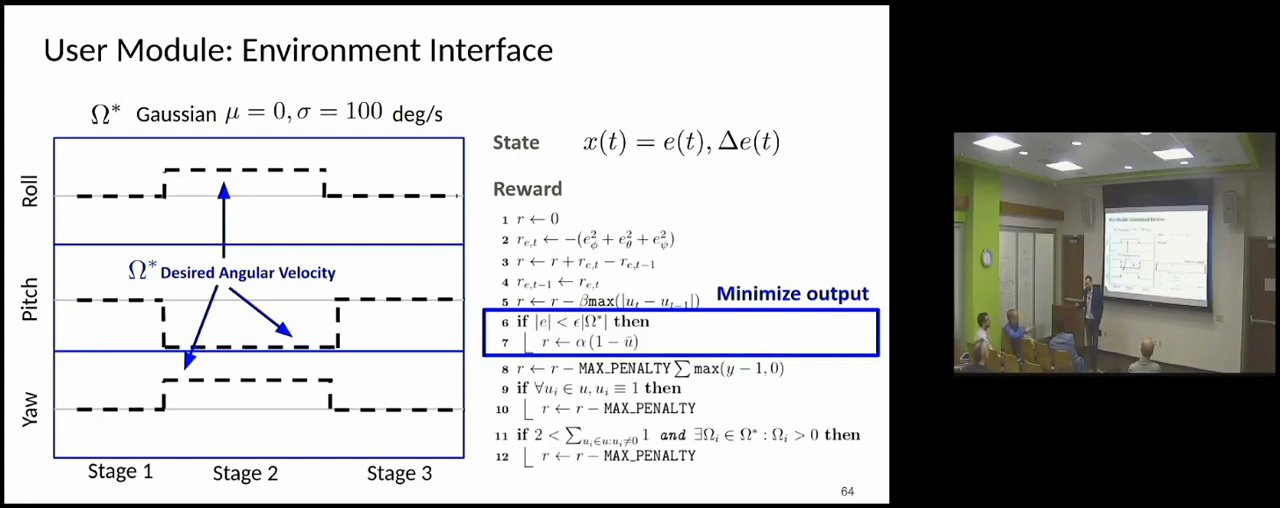 User Module: Environment Interface
Ω* Gaussian μ = 0, σ = 100 deg/s
Roll
Pitch
Yaw
Ω* Desired Angular Velocity
Stage 1
Stage 2
Stage 3
State x(t) = e(t), Δe(t)
Reward
1 r ← 0
2 r_{e,t} ← −(e_φ^2 + e_θ^2 + e_ψ^2)
3 r ← r + r_{e,t} − r_{e,t−1}
4 r_{e,t−1} ← r_{e,t}
5 r ← r − βmax(|u_t − u_{t−1}|)
Minimize output
6 if |e| < ϵ|Ω*| then
7 r ← α(1 − ū)
8 r ← r − MAX_PENALTY ∑ max(y − 1, 0)
9 if ∀u_i ∈ u, u_i ≡ 1 then
10 r ← r − MAX_PENALTY
11 if 2 < ∑_{u_i∈u:u_i≠0} 1 and ∃Ω_i ∈ Ω* : Ω_i > 0 then
12 r ← r − MAX_PENALTY
64